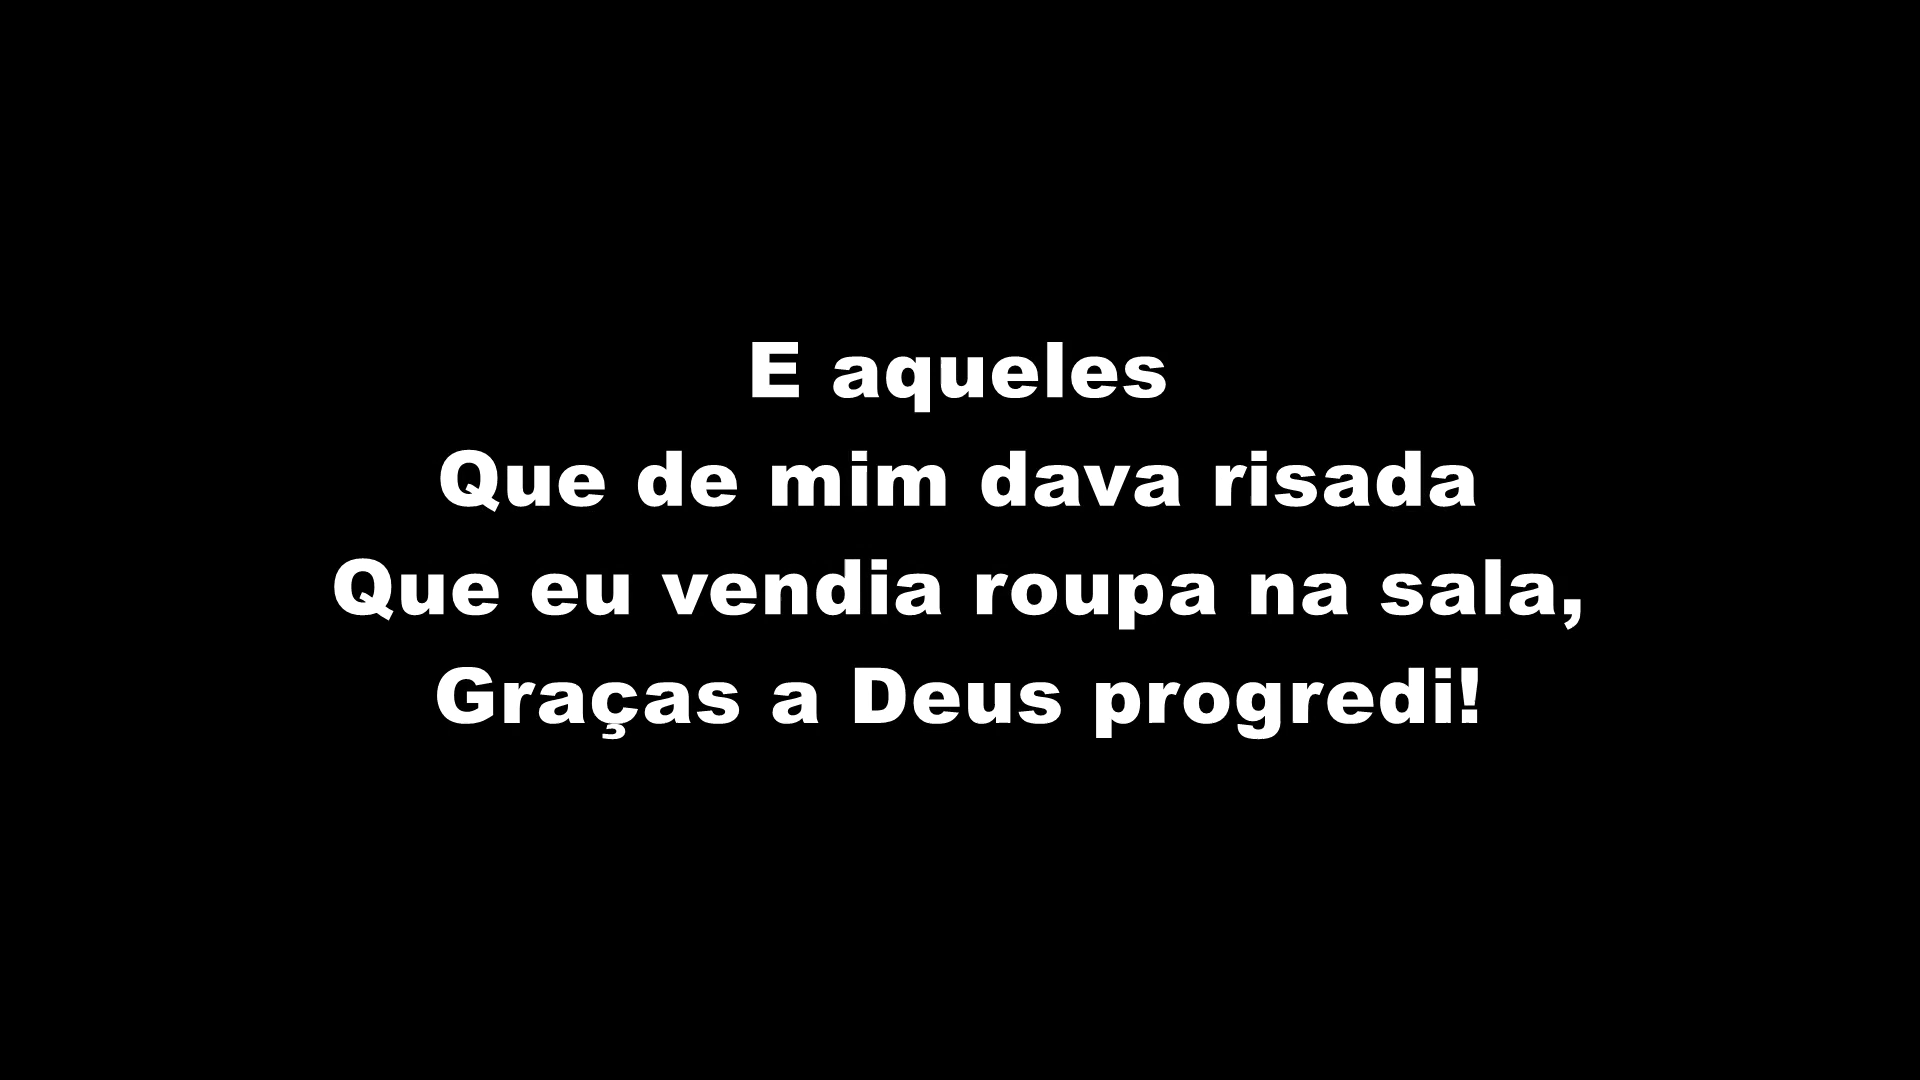 E aqueles
Que de mim dava risada
Que eu vendia roupa na sala,
Graças a Deus progredi!